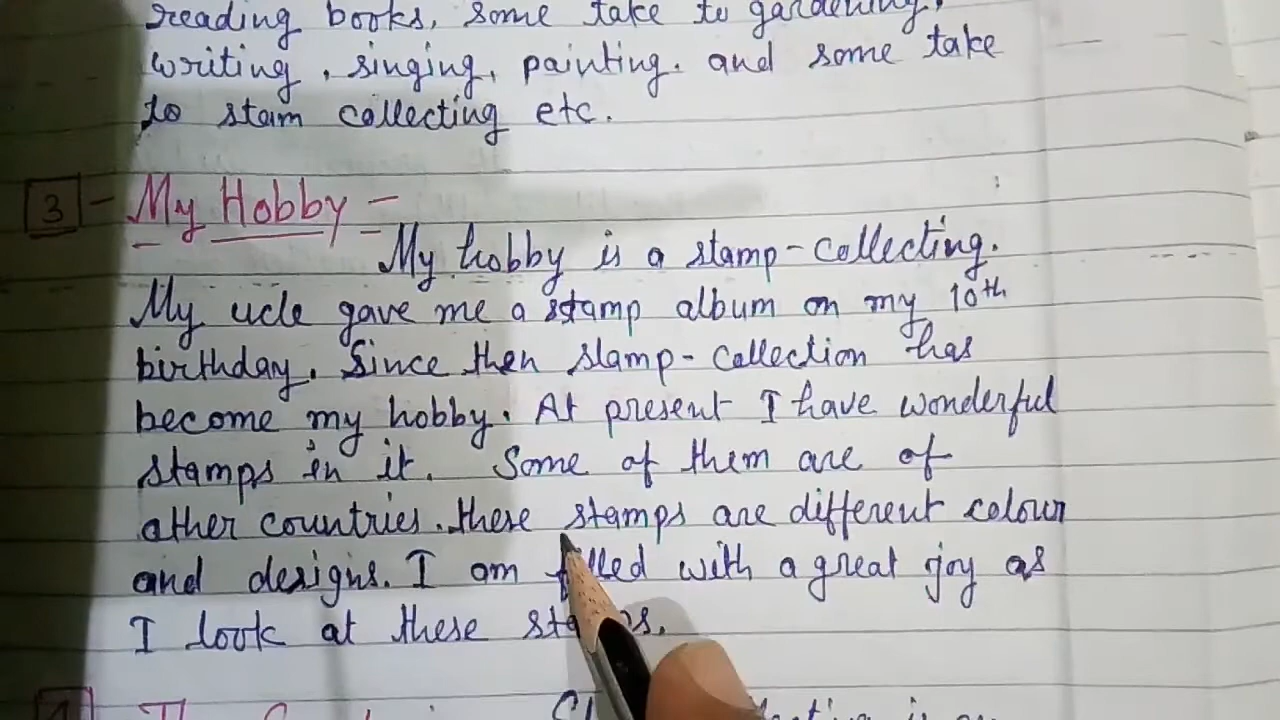 reading books, some take to gardening,
writing, singing, painting. and some take
to stam collecting etc.
3 - My Hobby -
My hobby is a stamp-collecting.
My ucle gave me a stamp album on my 10th
birthday. Since then stamp-collection has
become my hobby. At present I have wonderful
stamps in it. Some of them are of
other countries. these stamps are different colour
and designs. I am filled with a great joy as
I look at these stamps.